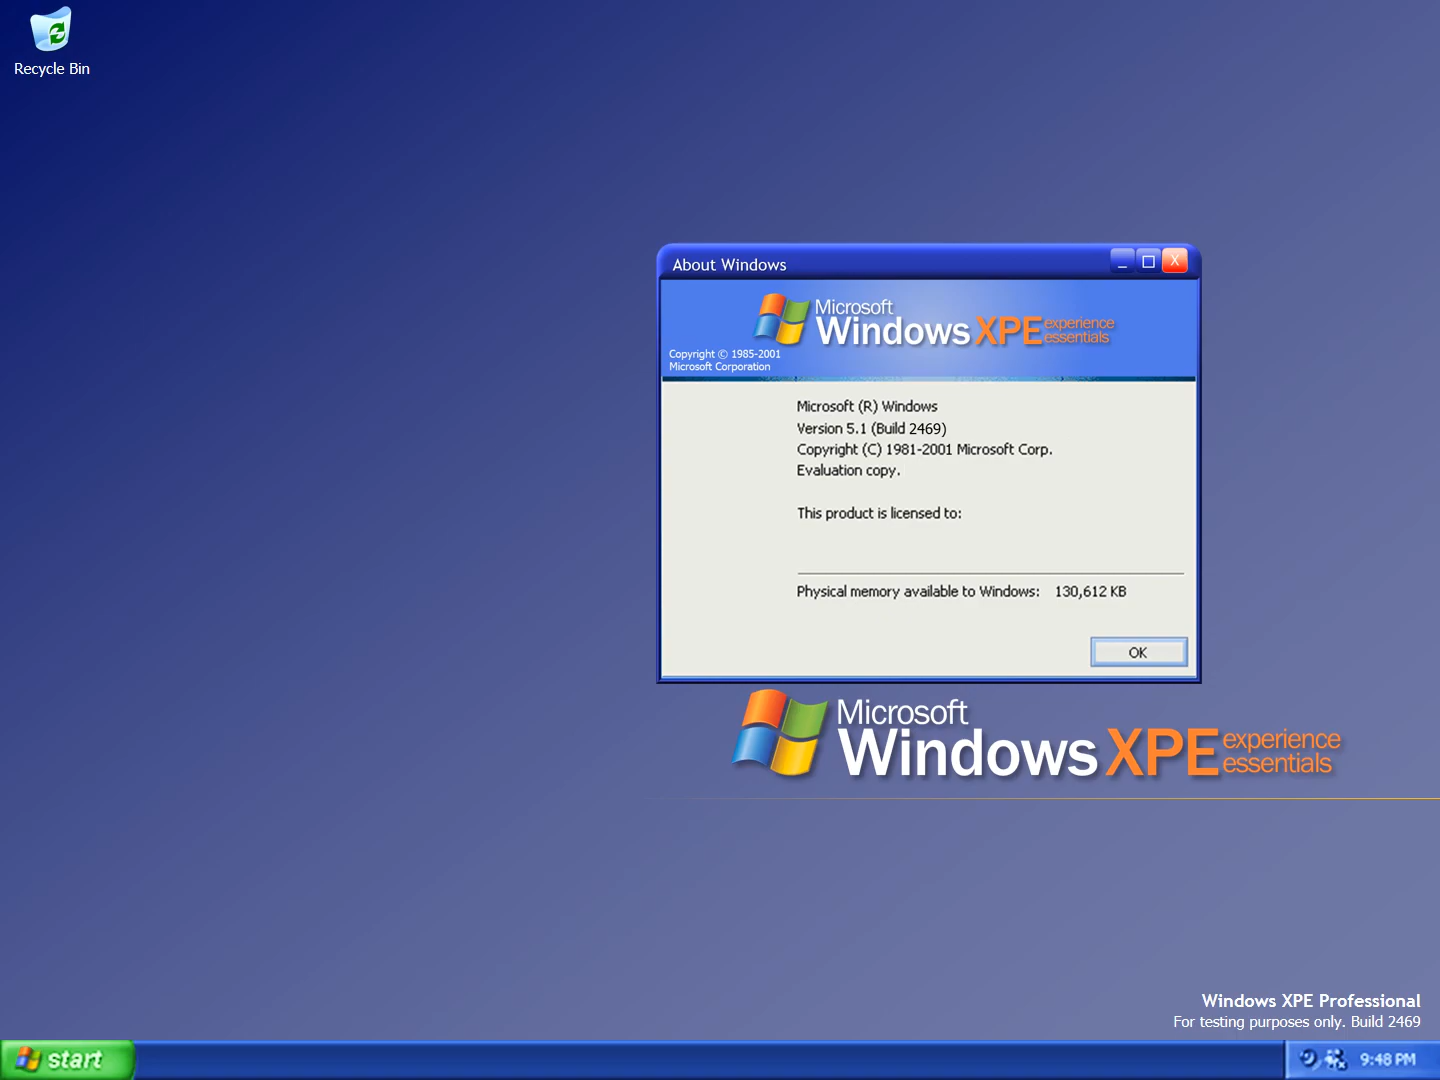 Recycle Bin
About Windows
Microsoft
Windows XPE experience essentials
Copyright © 1985-2001
Microsoft Corporation
Microsoft (R) Windows
Version 5.1 (Build 2469)
Copyright (C) 1981-2001 Microsoft Corp.
Evaluation copy.
This product is licensed to:
Physical memory available to Windows: 130,612 KB
OK
Microsoft
Windows XPE experience essentials
Windows XPE Professional
For testing purposes only. Build 2469
start
9:48 PM